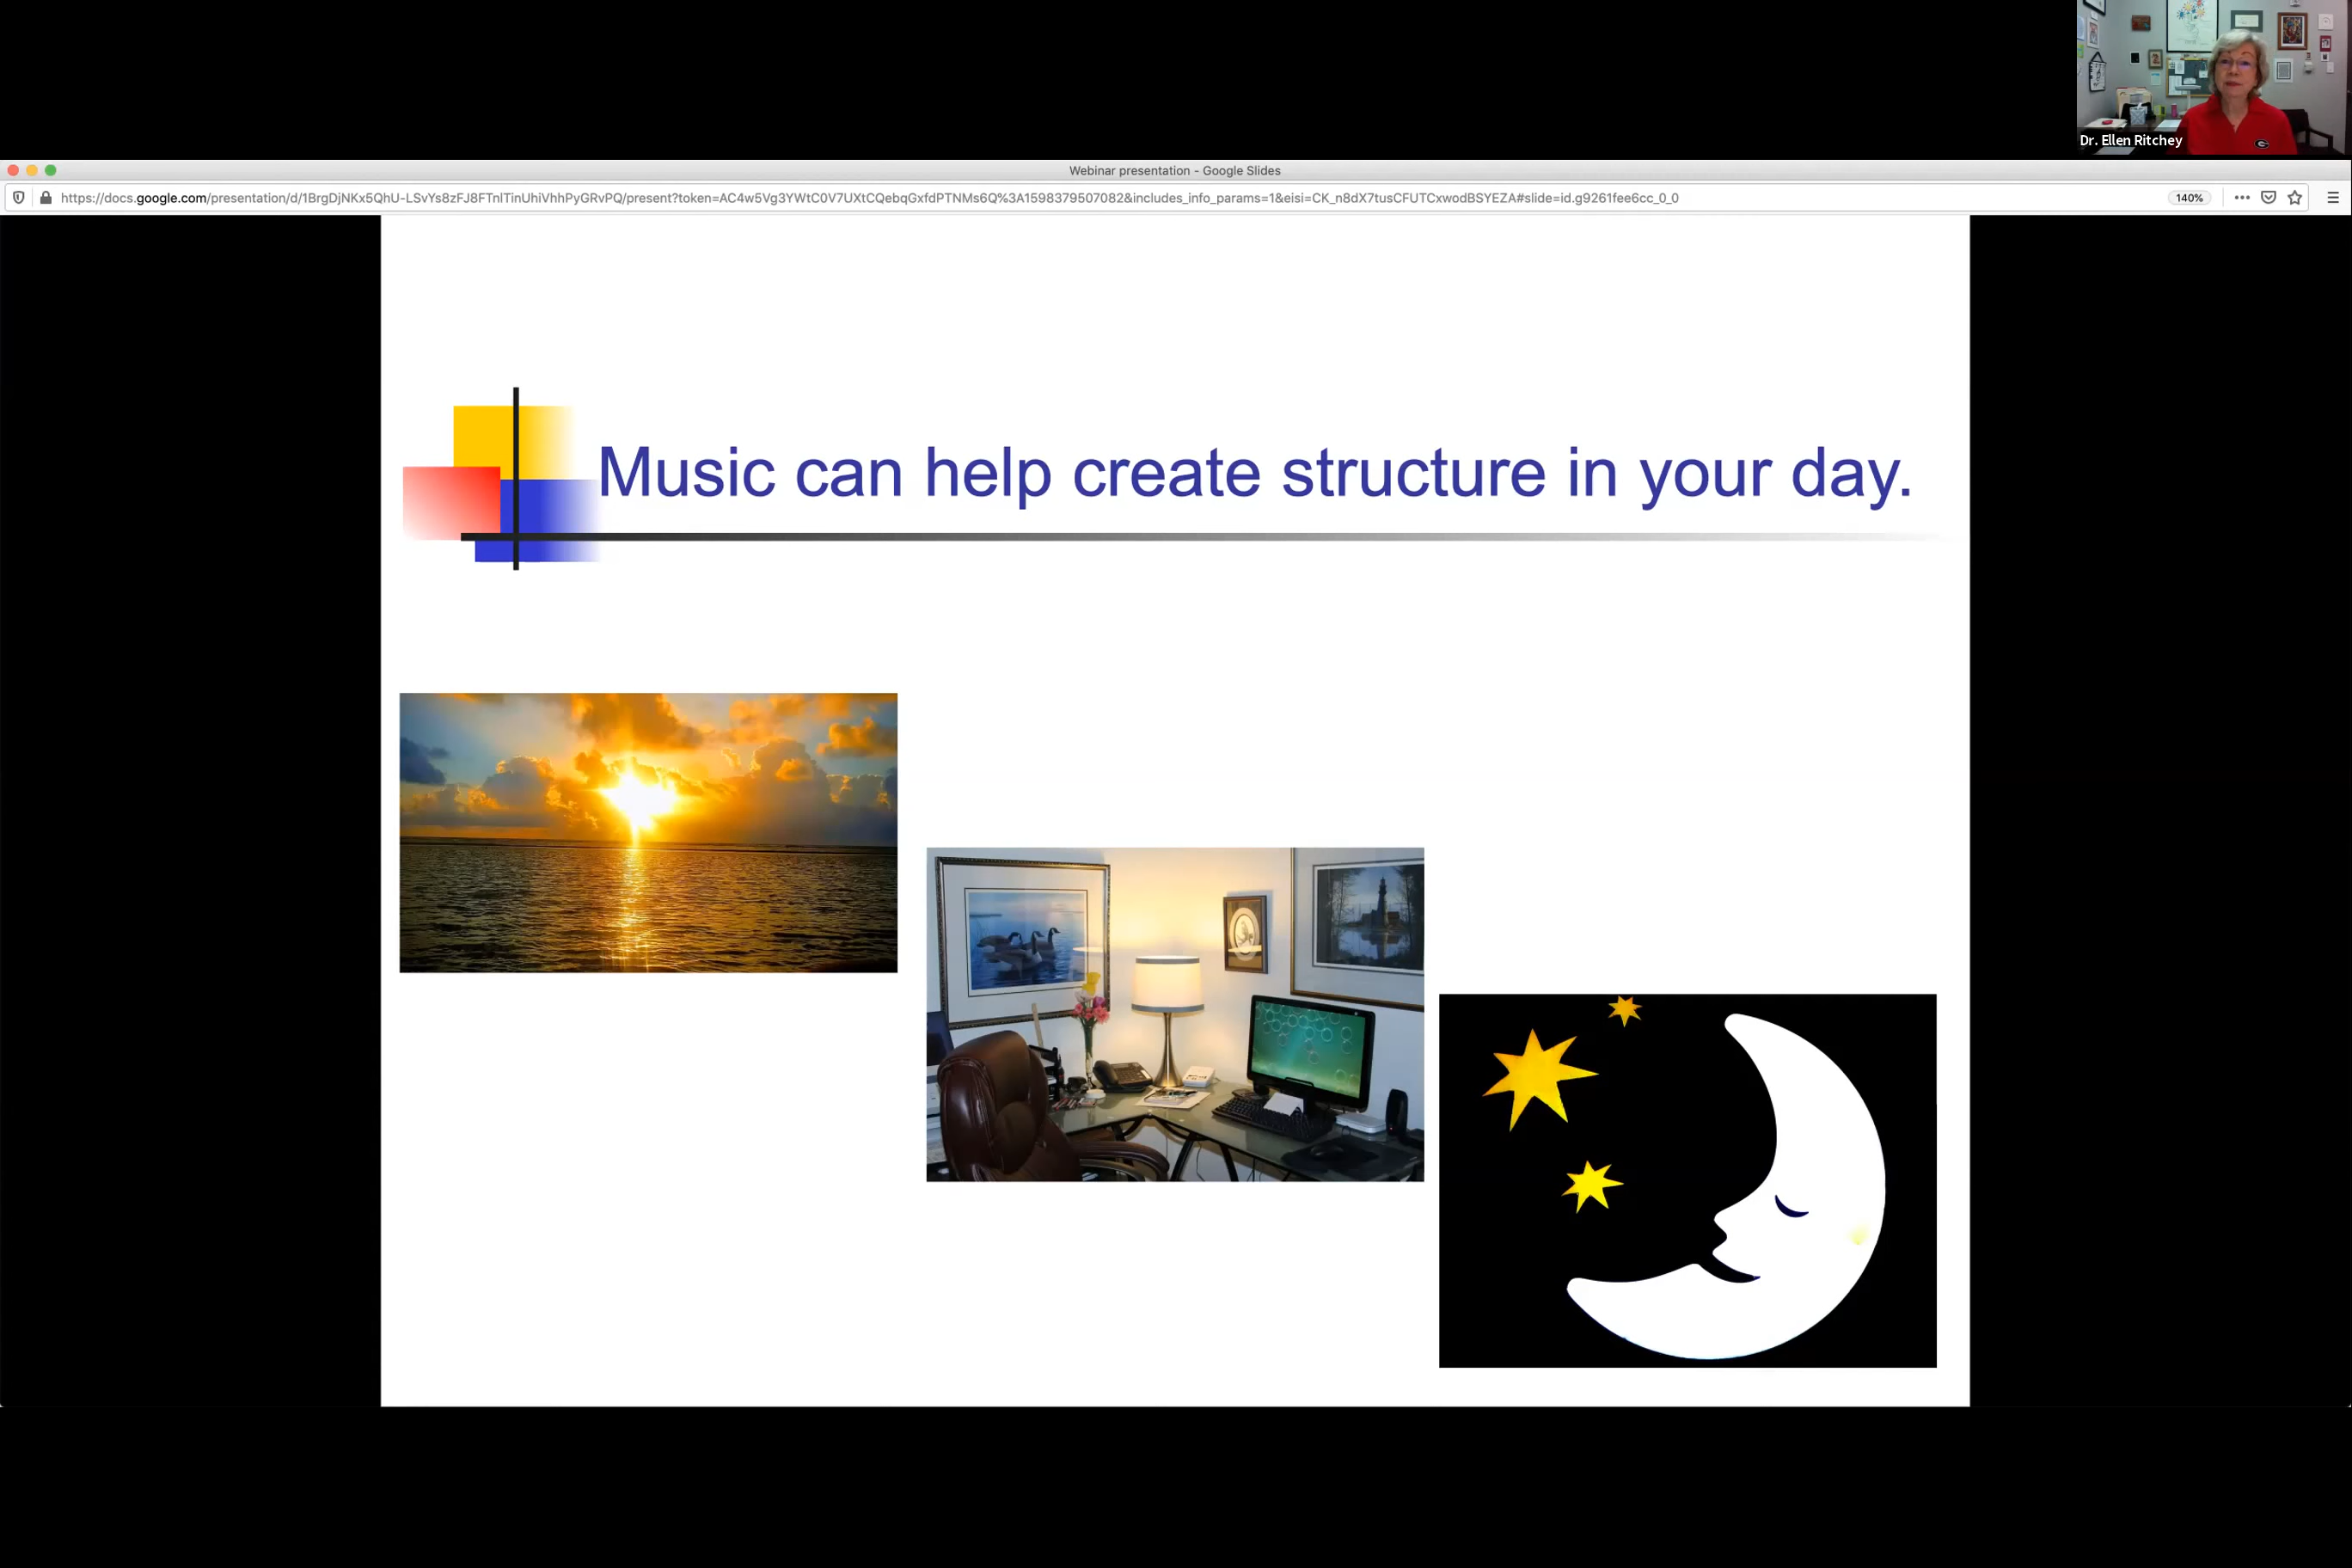 Dr. Ellen Ritchey
Webinar presentation - Google Slides
https://docs.google.com/presentation/d/1BrgDjNKx5QhU-LSvYs8zFJ8FTnlTinUhiVhhPyGRvPQ/present?token=AC4w5Vg3YWtC0V7UXtCQebqGxfdPTNMs6Q%3A1598379507082&includes_info_params=1&eisi=CK_n8dX7tusCFUTCxwodBSYEZA#slide=id.g9261fee6cc_0_0
140%
Music can help create structure in your day.